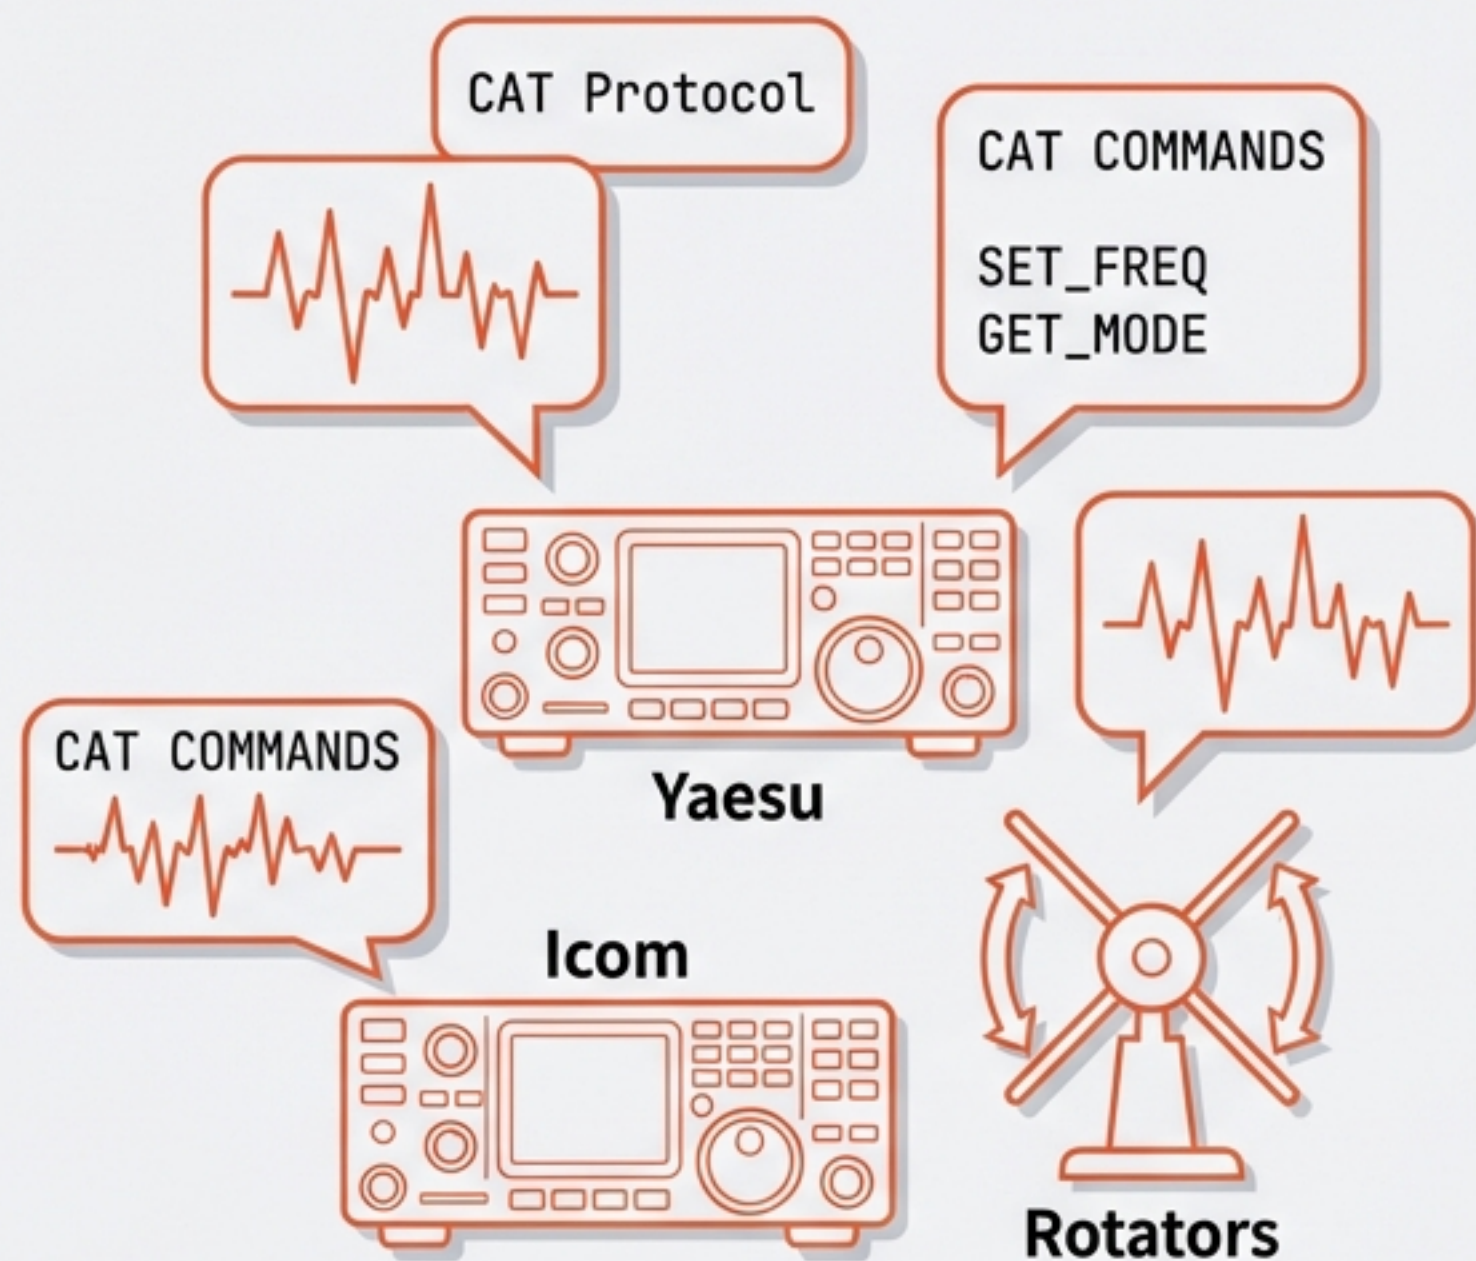 CAT Protocol
CAT COMMANDS
SET_FREQ
GET_MODE
Yaesu
CAT COMMANDS
Icom
Rotators